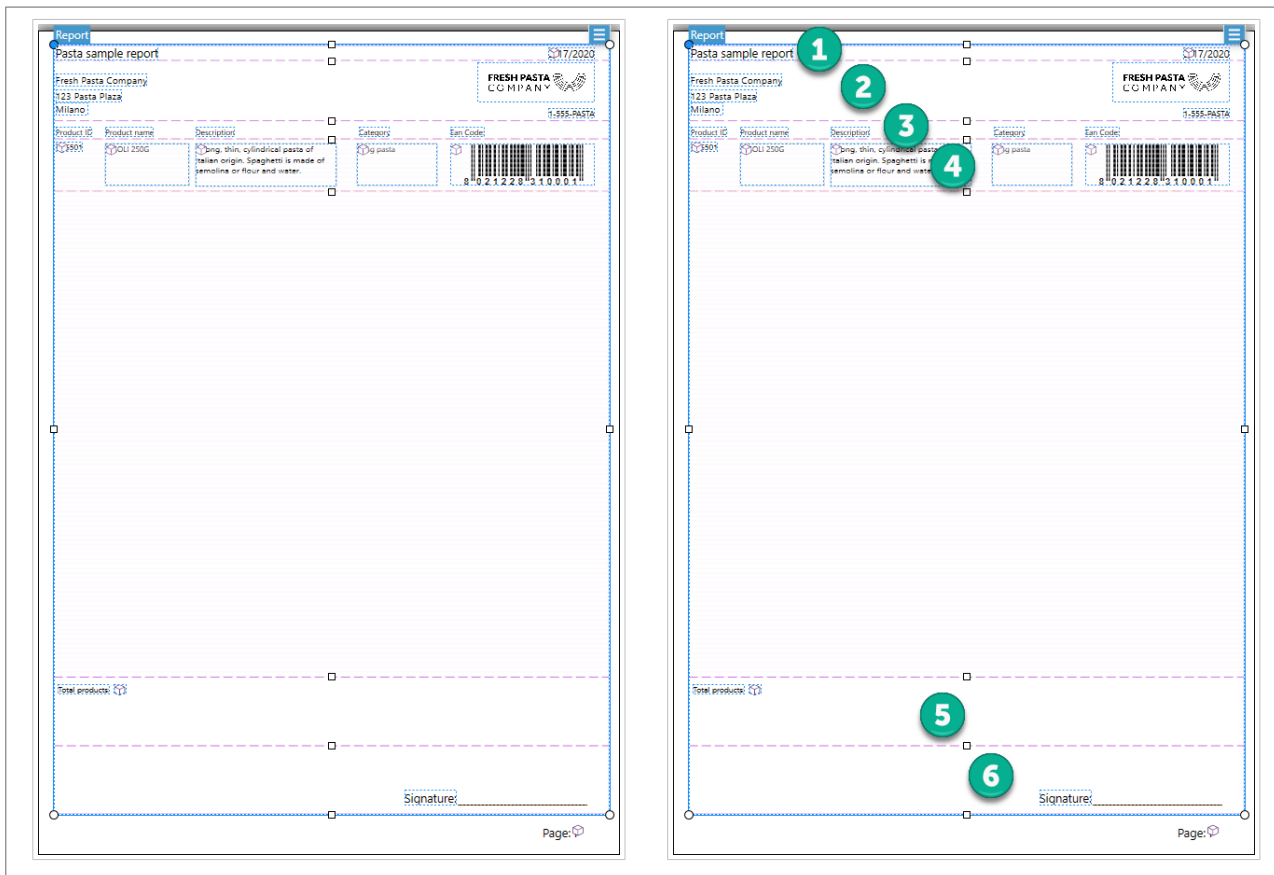 Report
Pasta sample report
17/2020
Fresh Pasta Company
123 Pasta Plaza
Milano
FRESH PASTA
COMPANY
1-555-PASTA
Product ID Product name Description Category Ean Code:
3501 OLI 250G ong, thin, cylindrical pasta of g pasta
italian origin. Spaghetti is made of
semolina or flour and water.
8 021228 310001
Total products:
Signature:
Page:
Report
Pasta sample report
1
17/2020
Fresh Pasta Company
2
123 Pasta Plaza
Milano
FRESH PASTA
COMPANY
1-555-PASTA
3
Product ID Product name Description Category Ean Code:
3501 OLI 250G ong, thin, cylindrical pasta g pasta
italian origin. Spaghetti is
semolina or flour and
4
8 021228 310001
Total products:
5
6
Signature:
Page: